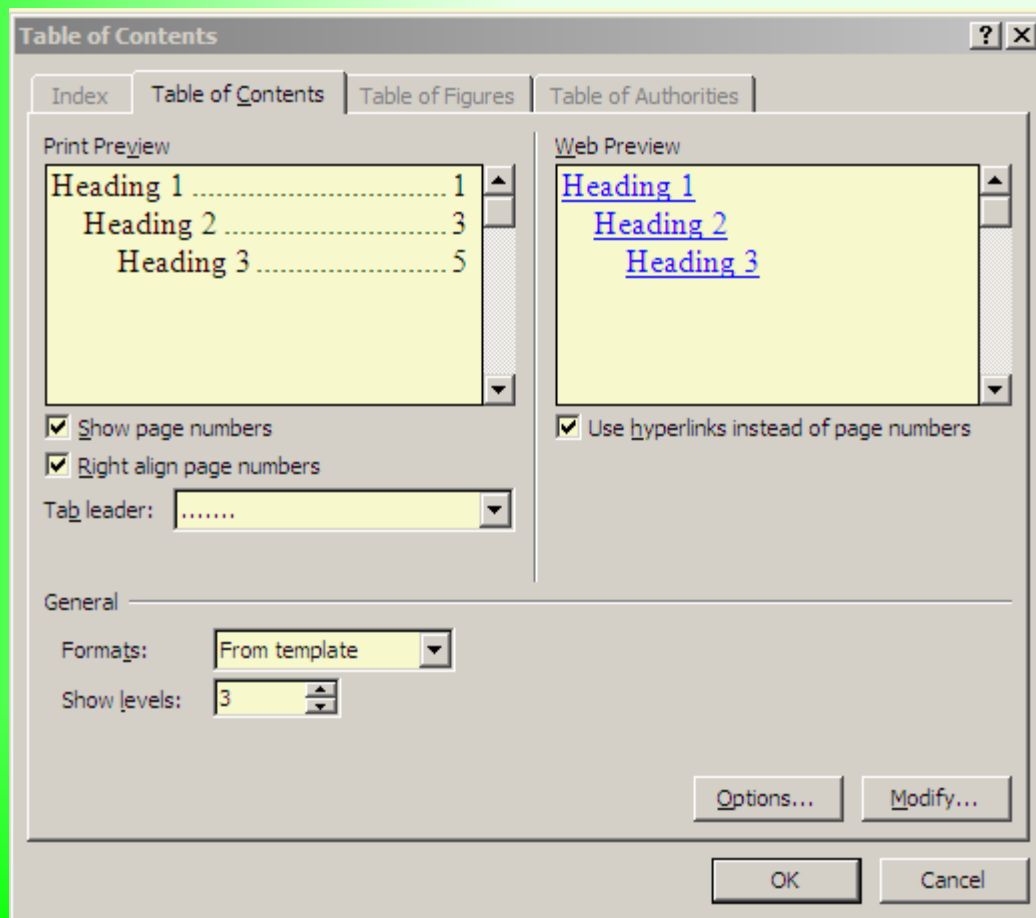 Table of Contents
Index
Table of Contents
Table of Figures
Table of Authorities
Print Preview
Heading 1 .................................. 1
Heading 2 .............................. 3
Heading 3 ......................... 5
Web Preview
Heading 1
Heading 2
Heading 3
Show page numbers
Right align page numbers
Tab leader: .......
Use hyperlinks instead of page numbers
General
Formats: From template
Show levels: 3
Options...
Modify...
OK
Cancel